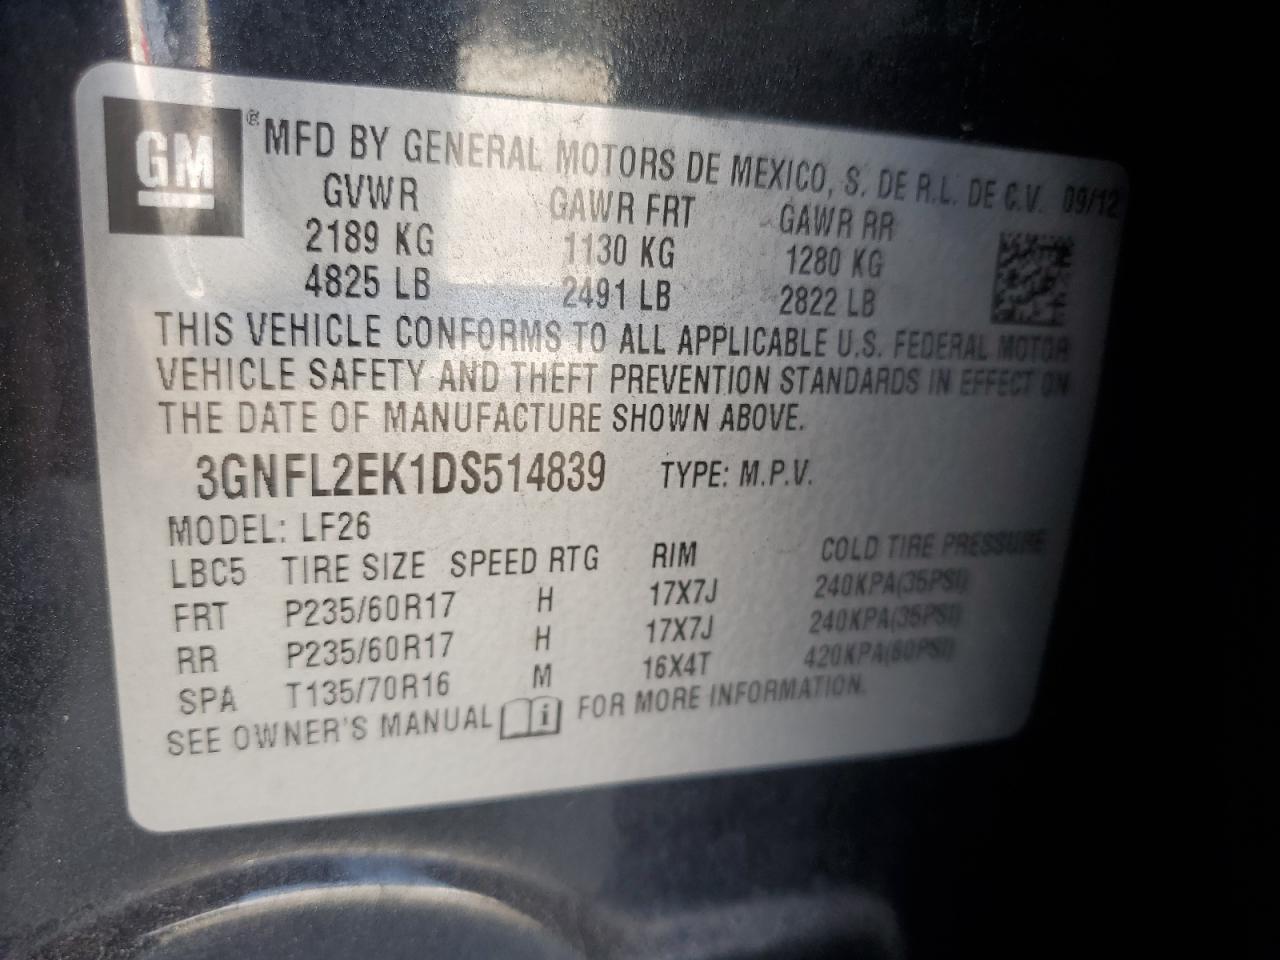 GM ® MFD BY GENERAL MOTORS DE MEXICO, S. DE R.L. DE C.V. 09/12
GVWR GAWR FRT GAWR RR
2189 KG 1130 KG 1280 KG
4825 LB 2491 LB 2822 LB
THIS VEHICLE CONFORMS TO ALL APPLICABLE U.S. FEDERAL MOTOR
VEHICLE SAFETY AND THEFT PREVENTION STANDARDS IN EFFECT ON
THE DATE OF MANUFACTURE SHOWN ABOVE.
3GNFL2EK1DS514839 TYPE: M.P.V.
MODEL: LF26
LBC5 TIRE SIZE SPEED RTG RIM COLD TIRE PRESSURE
FRT P235/60R17 H 17X7J 240KPA(35PSI)
RR P235/60R17 H 17X7J 240KPA(35PSI)
SPA T135/70R16 M 16X4T 420KPA(60PSI)
SEE OWNER'S MANUAL i FOR MORE INFORMATION.